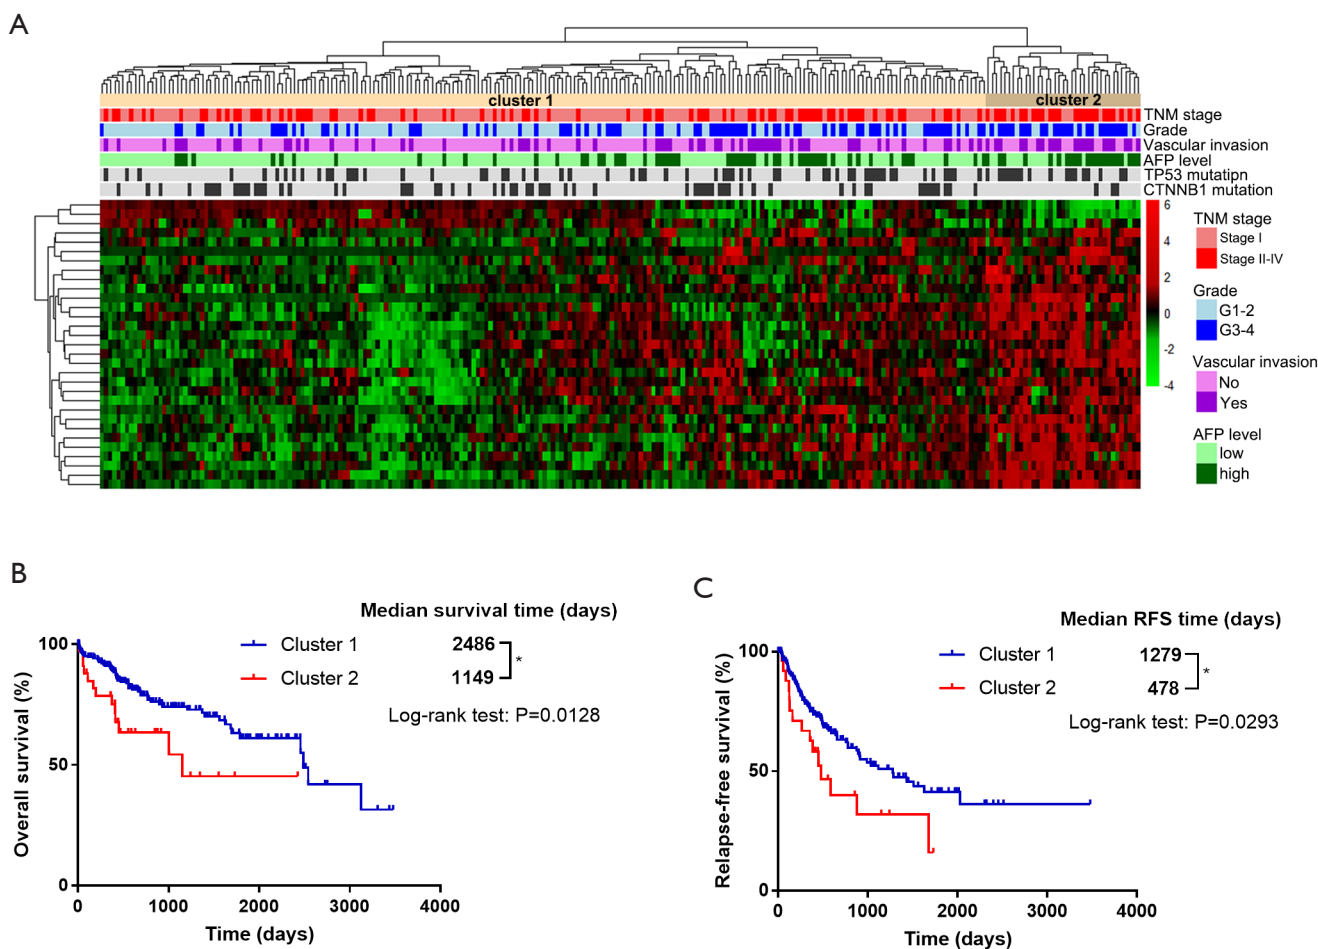 A
cluster 1
cluster 2
TNM stage
Grade
Vascular invasion
AFP level
TP53 mutatipn
CTNNB1 mutation
6
4
2
0
-2
-4
TNM stage
Stage I
Stage II-IV
Grade
G1-2
G3-4
Vascular invasion
No
Yes
AFP level
low
high
B
Median survival time (days)
Cluster 1 2486
Cluster 2 1149
*
Log-rank test: P=0.0128
Overall survival (%)
100
50
0
0 1000 2000 3000 4000
Time (days)
C
Median RFS time (days)
Cluster 1 1279
Cluster 2 478
*
Log-rank test: P=0.0293
Relapse-free survival (%)
100
50
0
0 1000 2000 3000 4000
Time (days)